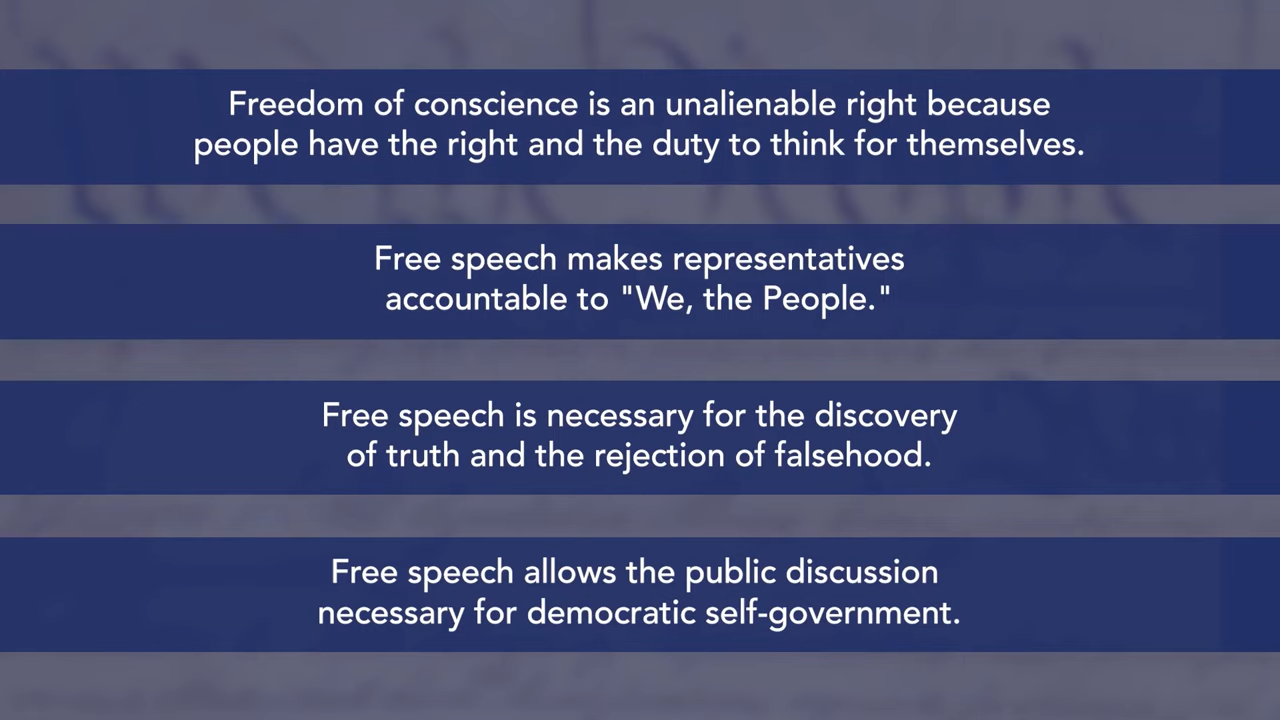 Freedom of conscience is an unalienable right because
people have the right and the duty to think for themselves.
Free speech makes representatives
accountable to "We, the People."
Free speech is necessary for the discovery
of truth and the rejection of falsehood.
Free speech allows the public discussion
necessary for democratic self-government.